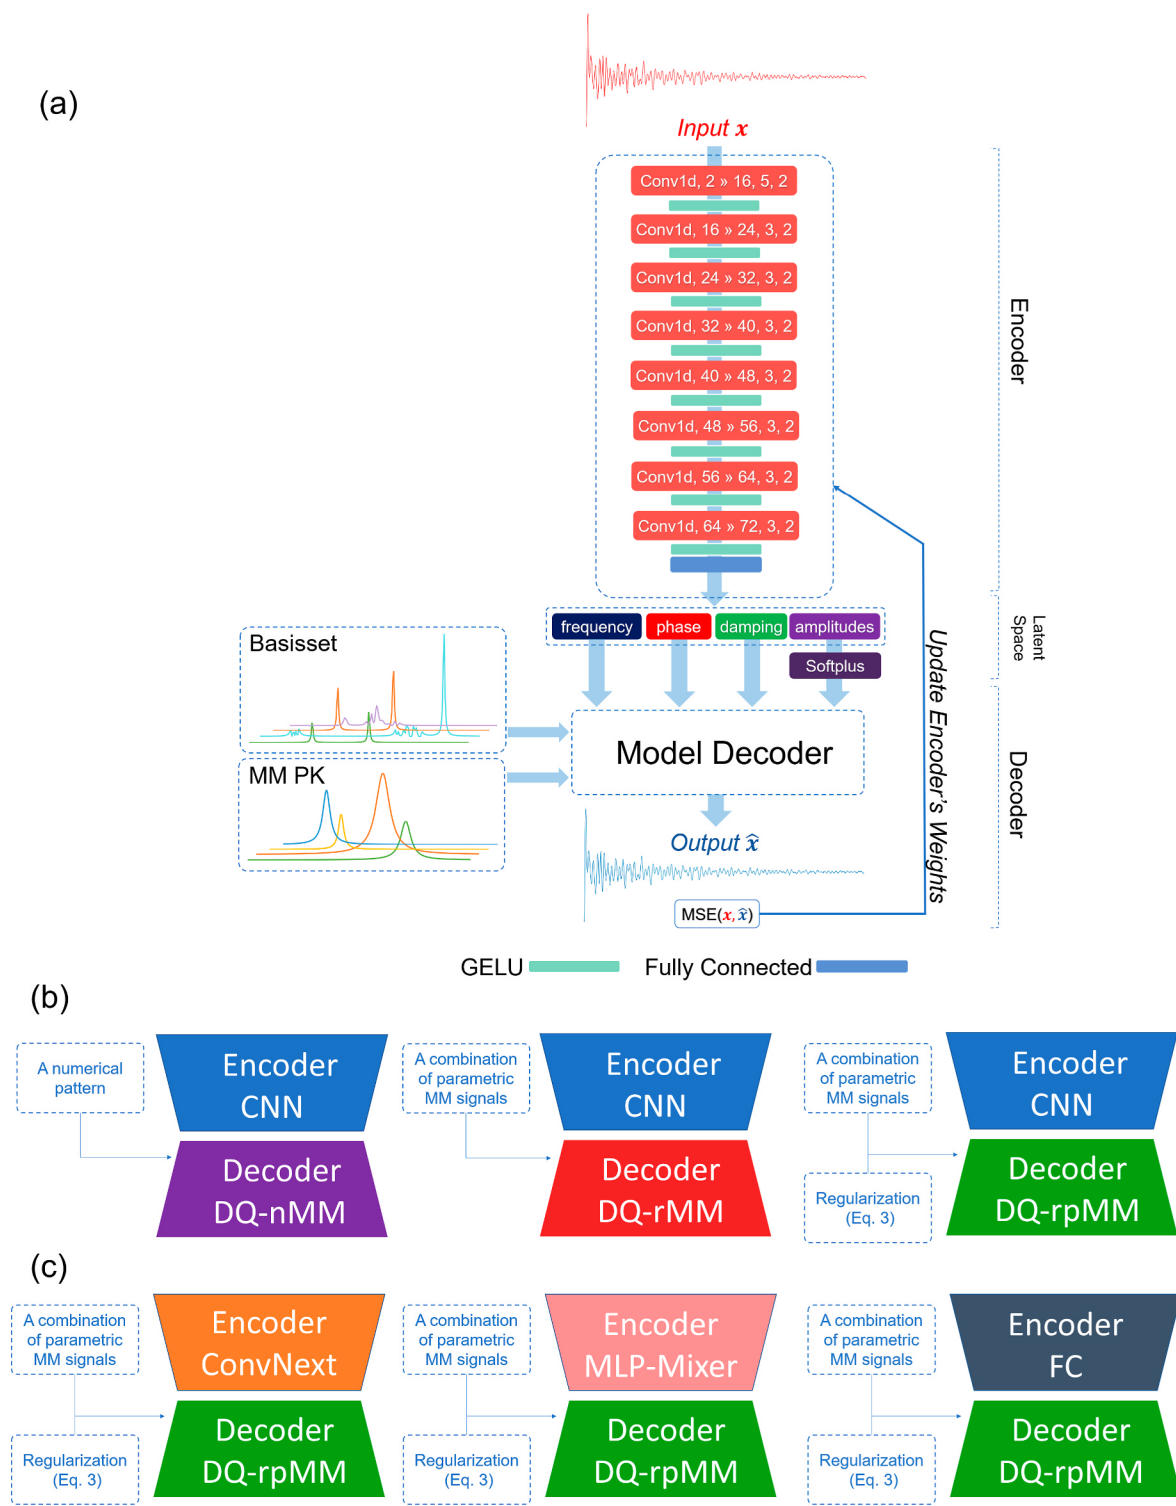 (a)
Input x
Conv1d, 2 » 16, 5, 2
Conv1d, 16 » 24, 3, 2
Conv1d, 24 » 32, 3, 2
Conv1d, 32 » 40, 3, 2
Conv1d, 40 » 48, 3, 2
Conv1d, 48 » 56, 3, 2
Conv1d, 56 » 64, 3, 2
Conv1d, 64 » 72, 3, 2
Encoder
frequency
phase
damping
amplitudes
Softplus
Latent
Space
Basisset
MM PK
Model Decoder
Decoder
Update Encoder's Weights
Output x̂
MSE(x, x̂)
GELU
Fully Connected
(b)
A numerical
pattern
Encoder
CNN
Decoder
DQ-nMM
A combination
of parametric
MM signals
Encoder
CNN
Decoder
DQ-rMM
A combination
of parametric
MM signals
Regularization
(Eq. 3)
Encoder
CNN
Decoder
DQ-rpMM
(c)
A combination
of parametric
MM signals
Regularization
(Eq. 3)
Encoder
ConvNext
Decoder
DQ-rpMM
A combination
of parametric
MM signals
Regularization
(Eq. 3)
Encoder
MLP-Mixer
Decoder
DQ-rpMM
A combination
of parametric
MM signals
Regularization
(Eq. 3)
Encoder
FC
Decoder
DQ-rpMM